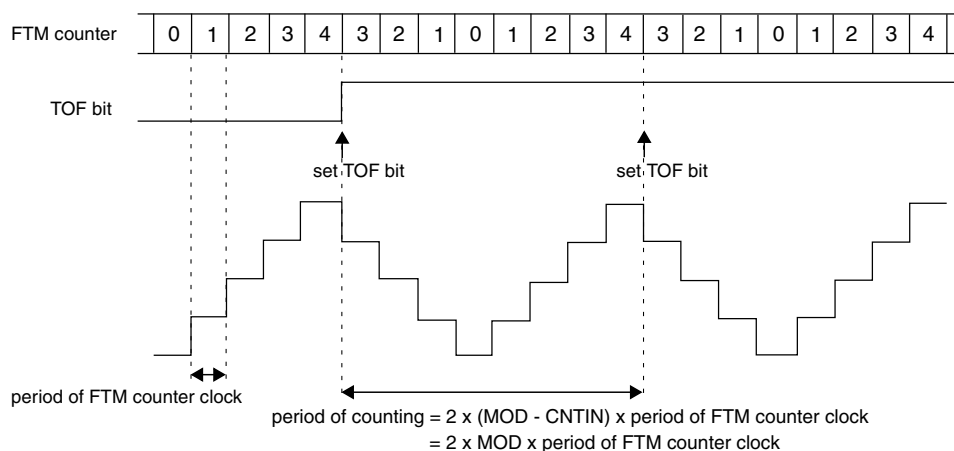 FTM counter 0 1 2 3 4 3 2 1 0 1 2 3 4 3 2 1 0 1 2 3 4
TOF bit
set TOF bit set TOF bit
period of FTM counter clock
period of counting = 2 x (MOD - CNTIN) x period of FTM counter clock
= 2 x MOD x period of FTM counter clock